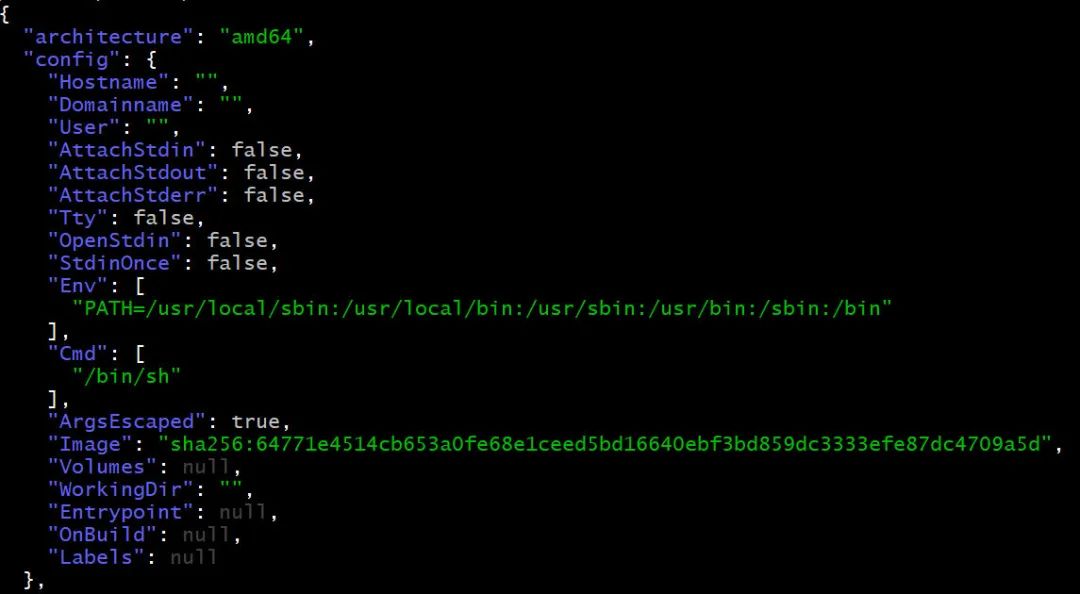 {
  "architecture": "amd64",
  "config": {
    "Hostname": "",
    "Domainname": "",
    "User": "",
    "AttachStdin": false,
    "AttachStdout": false,
    "AttachStderr": false,
    "Tty": false,
    "OpenStdin": false,
    "StdinOnce": false,
    "Env": [
      "PATH=/usr/local/sbin:/usr/local/bin:/usr/sbin:/usr/bin:/sbin:/bin"
    ],
    "Cmd": [
      "/bin/sh"
    ],
    "ArgsEscaped": true,
    "Image": "sha256:64771e4514cb653a0fe68e1ceed5bd16640ebf3bd859dc3333efe87dc4709a5d",
    "Volumes": null,
    "WorkingDir": "",
    "Entrypoint": null,
    "OnBuild": null,
    "Labels": null
  },